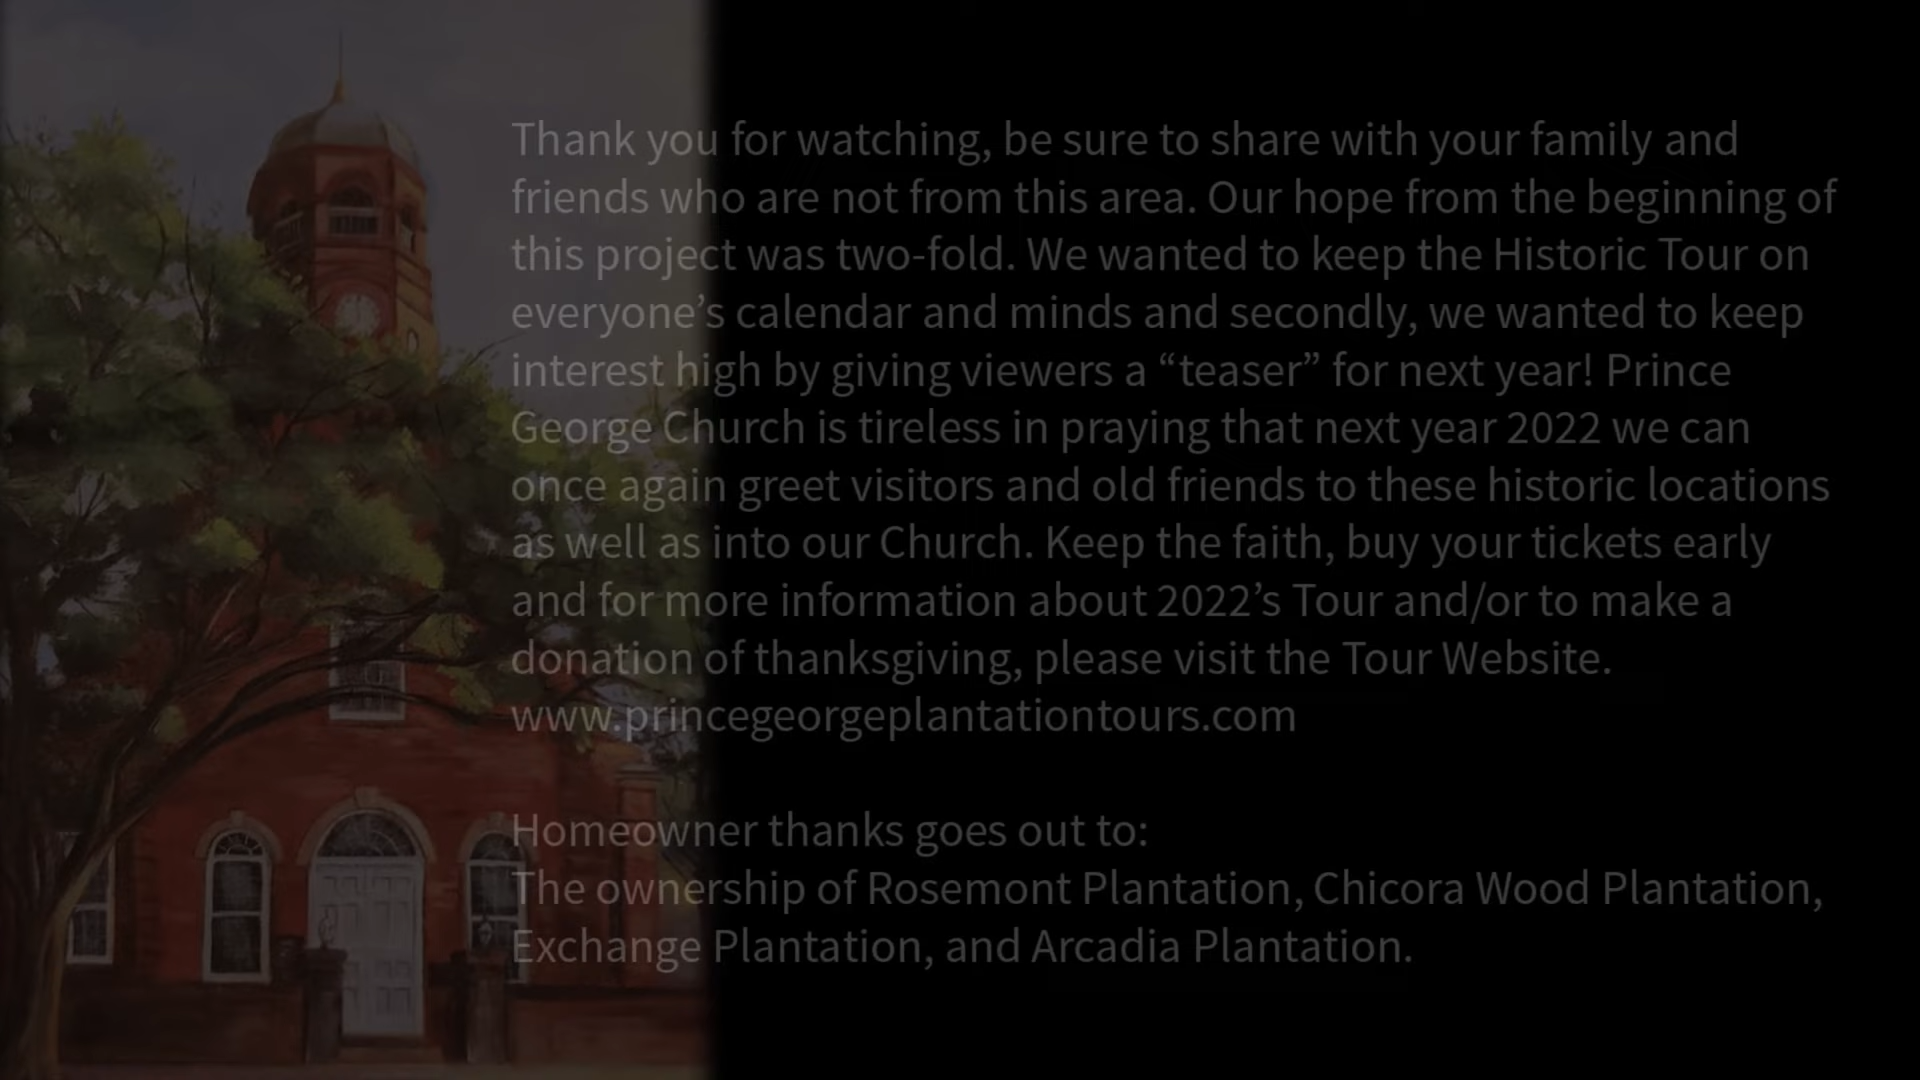 Thank you for watching, be sure to share with your family and
friends who are not from this area. Our hope from the beginning of
this project was two-fold. We wanted to keep the Historic Tour on
everyone’s calendar and minds and secondly, we wanted to keep
interest high by giving viewers a “teaser” for next year! Prince
George Church is tireless in praying that next year 2022 we can
once again greet visitors and old friends to these historic locations
as well as into our Church. Keep the faith, buy your tickets early
and for more information about 2022’s Tour and/or to make a
donation of thanksgiving, please visit the Tour Website.
www.princegeorgeplantationtours.com
Homeowner thanks goes out to:
The ownership of Rosemont Plantation, Chicora Wood Plantation,
Exchange Plantation, and Arcadia Plantation.